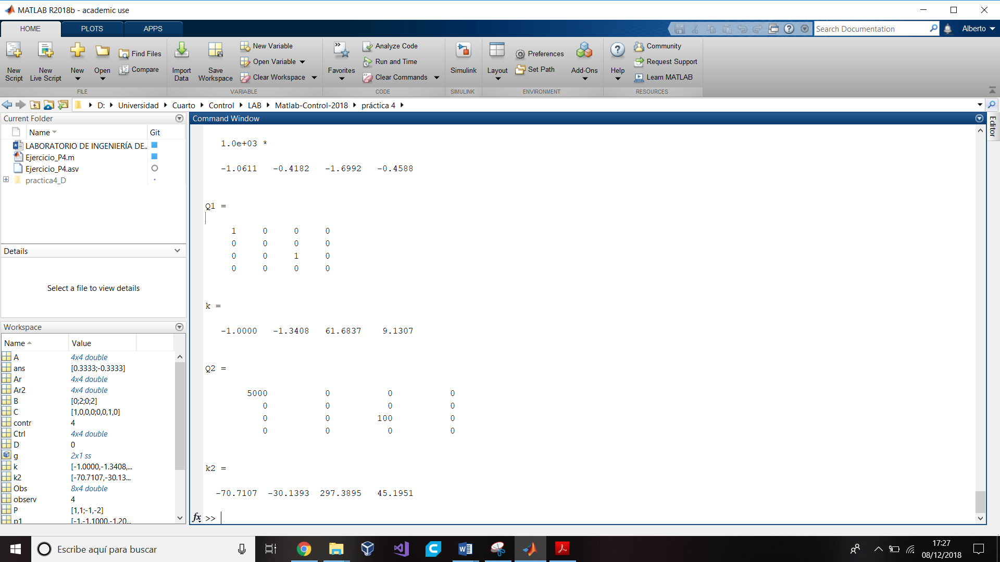 MATLAB R2018b - academic use
HOME PLOTS APPS
Search Documentation
Alberto
New Script
New Live Script
New
Open
Find Files
Compare
FILE
Import Data
Save Workspace
New Variable
Open Variable
Clear Workspace
VARIABLE
Favorites
Analyze Code
Run and Time
Clear Commands
CODE
Simulink
SIMULINK
Layout
Preferences
Set Path
Add-Ons
ENVIRONMENT
Help
Community
Request Support
Learn MATLAB
RESOURCES
D: Universidad Cuarto Control LAB Matlab-Control-2018 práctica 4
Current Folder
Name Git
LABORATORIO DE INGENIERÍA DE...
Ejercicio_P4.m
Ejercicio_P4.asv
practica4_D
Details
Select a file to view details
Workspace
Name Value
A 4x4 double
ans [0.3333;-0.3333]
Ar 4x4 double
Ar2 4x4 double
B [0;2;0;2]
C [1,0,0,0;0,0,1,0]
contr 4
Ctrl 4x4 double
D 0
g 2x1 ss
k [-1.0000,-1.3408,...
k2 [-70.7107,-30.13...
Obs 8x4 double
observ 4
P [1,1;-1,-2]
p1 [-1,-1.1000,-1.20...
Command Window
1.0e+03 *
-1.0611 -0.4182 -1.6992 -0.4588
Q1 =
1 0 0 0
0 0 0 0
0 0 1 0
0 0 0 0
k =
-1.0000 -1.3408 61.6837 9.1307
Q2 =
5000 0 0 0
0 0 0 0
0 0 100 0
0 0 0 0
k2 =
-70.7107 -30.1393 297.3895 45.1951
fx >>
Editor
Escribe aquí para buscar
17:27
08/12/2018